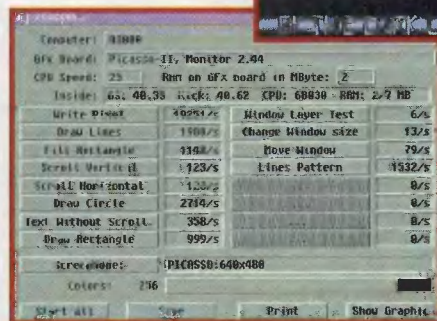 Computer: A3000
GFx Board: Picasso-II, Monitor 2.44
CPU Speed: 25 Ram on GFx board in MByte: 2
Inside: GS: 40.35 Kick: 40.62 CPU: 68030 RAM: 2/7 MB
Write Pixel Window Layer Test 6/s
Draw Lines Change Window size 13/s
Fill Rectangle Move Window 79/s
Scroll Vertical 123/s Lines Pattern 1532/s
Scroll Horizontal 0/s
Draw Circle 2714/s 0/s
Text Without Scroll 358/s 0/s
Draw Rectangle 999/s 0/s
Screenmode: PICASSO:640x480
Colors: 256
Start all Save Print Show Graphic